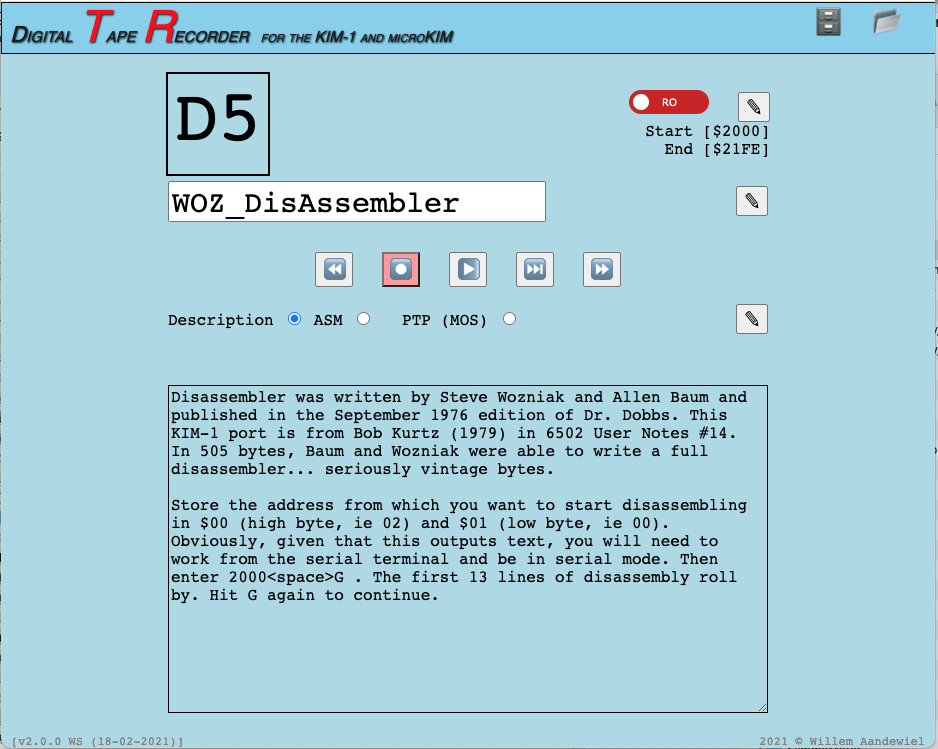 DIGITAL TAPE RECORDER FOR THE KIM-1 AND MICROKIM
D5
RO
Start [$2000]
End [$21FE]
WOZ_DisAssembler
Description ASM PTP (MOS)
Disassembler was written by Steve Wozniak and Allen Baum and
published in the September 1976 edition of Dr. Dobbs. This
KIM-1 port is from Bob Kurtz (1979) in 6502 User Notes #14.
In 505 bytes, Baum and Wozniak were able to write a full
disassembler... seriously vintage bytes.
Store the address from which you want to start disassembling
in $00 (high byte, ie 02) and $01 (low byte, ie 00).
Obviously, given that this outputs text, you will need to
work from the serial terminal and be in serial mode. Then
enter 2000<space>G . The first 13 lines of disassembly roll
by. Hit G again to continue.
[v2.0.0 WS (18-02-2021)]
2021 © Willem Aandewiel